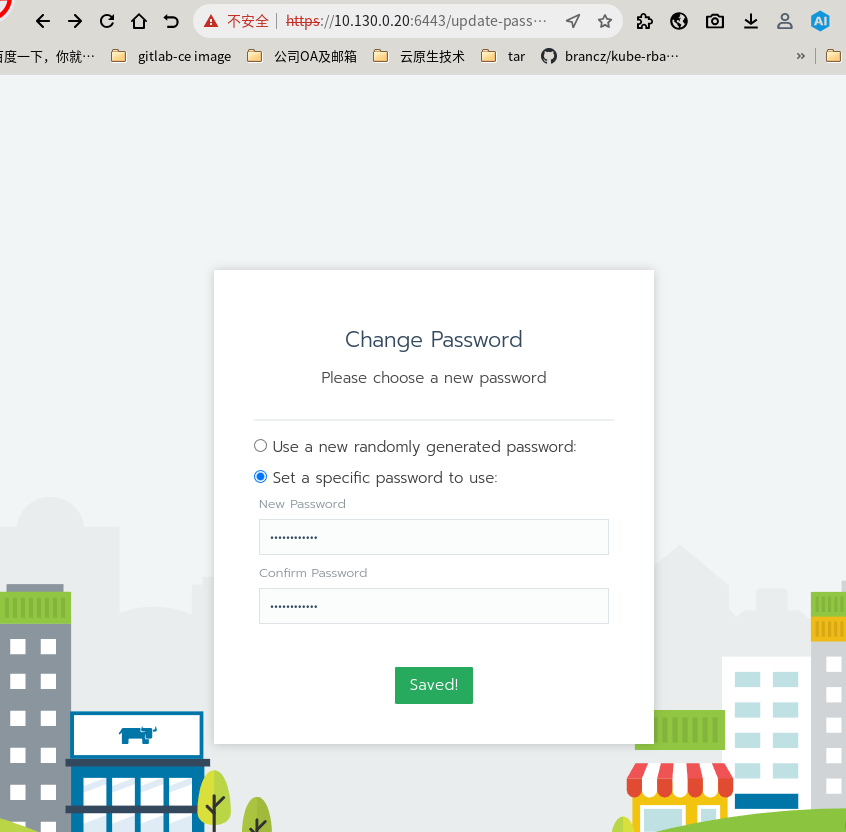 不安全 https://10.130.0.20:6443/update-pass…
百度一下，你就… gitlab-ce image 公司OA及邮箱 云原生技术 tar brancz/kube-rba…
Change Password
Please choose a new password
Use a new randomly generated password:
Set a specific password to use:
New Password
••••••••••••
Confirm Password
••••••••••••
Saved!
AI